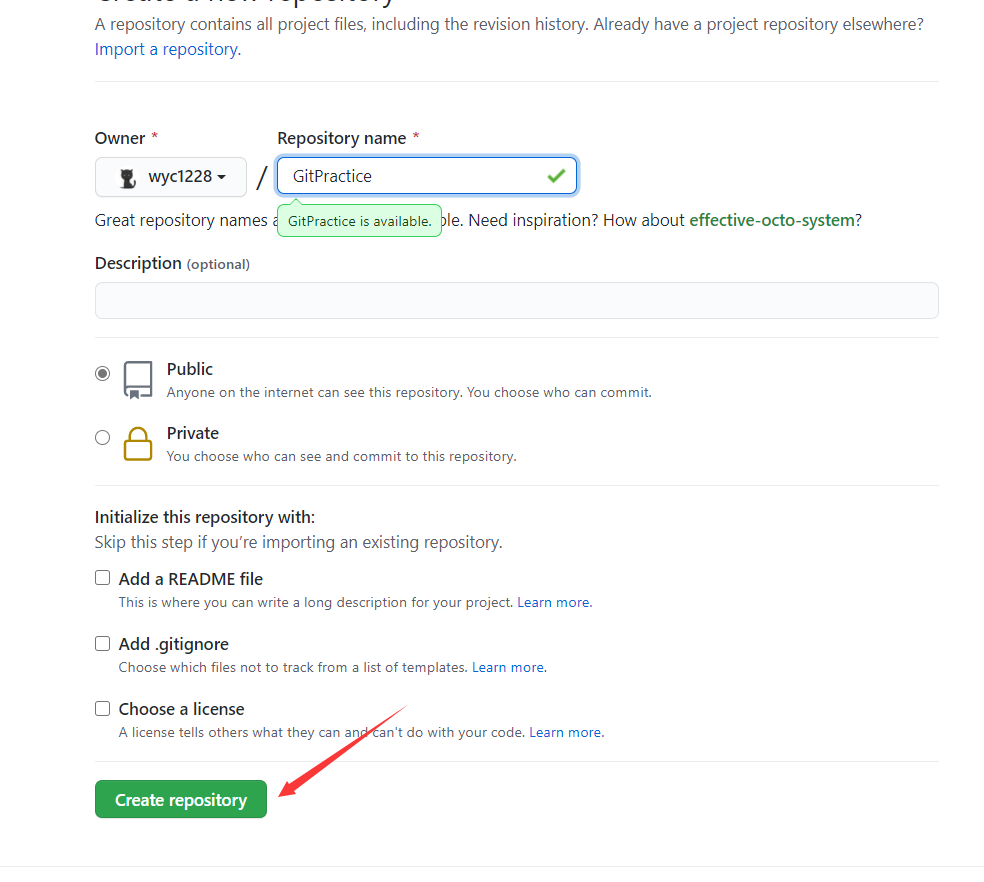 Create a new repository
A repository contains all project files, including the revision history. Already have a project repository elsewhere?
Import a repository.
Owner * Repository name *
wyc1228 / GitPractice
Great repository names GitPractice is available. Need inspiration? How about effective-octo-system?
Description (optional)
Public
Anyone on the internet can see this repository. You choose who can commit.
Private
You choose who can see and commit to this repository.
Initialize this repository with:
Skip this step if you’re importing an existing repository.
Add a README file
This is where you can write a long description for your project. Learn more.
Add .gitignore
Choose which files not to track from a list of templates. Learn more.
Choose a license
A license tells others what they can and can't do with your code. Learn more.
Create repository